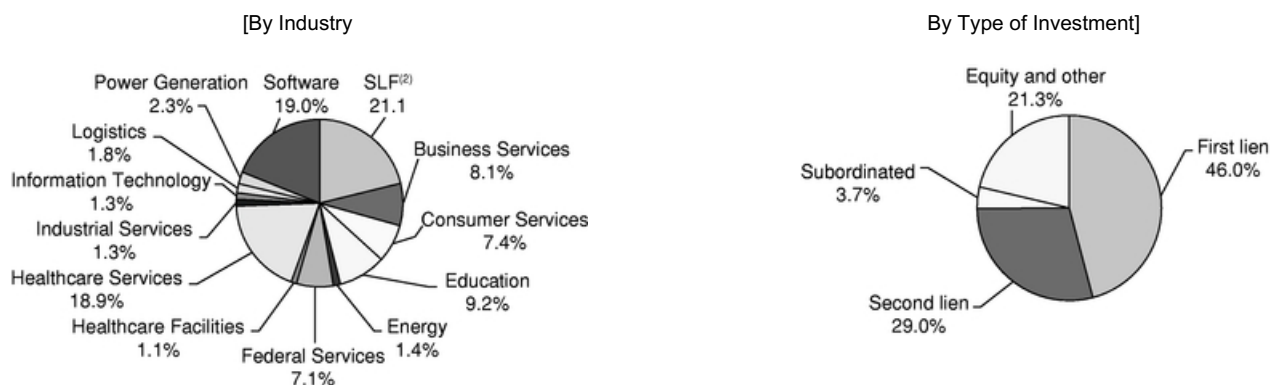 [By Industry
Software
19.0%
SLF(2)
21.1
Business Services
8.1%
Consumer Services
7.4%
Education
9.2%
Energy
1.4%
Federal Services
7.1%
Healthcare Facilities
1.1%
Healthcare Services
18.9%
Industrial Services
1.3%
Information Technology
1.3%
Logistics
1.8%
Power Generation
2.3%
By Type of Investment]
Equity and other
21.3%
First lien
46.0%
Second lien
29.0%
Subordinated
3.7%